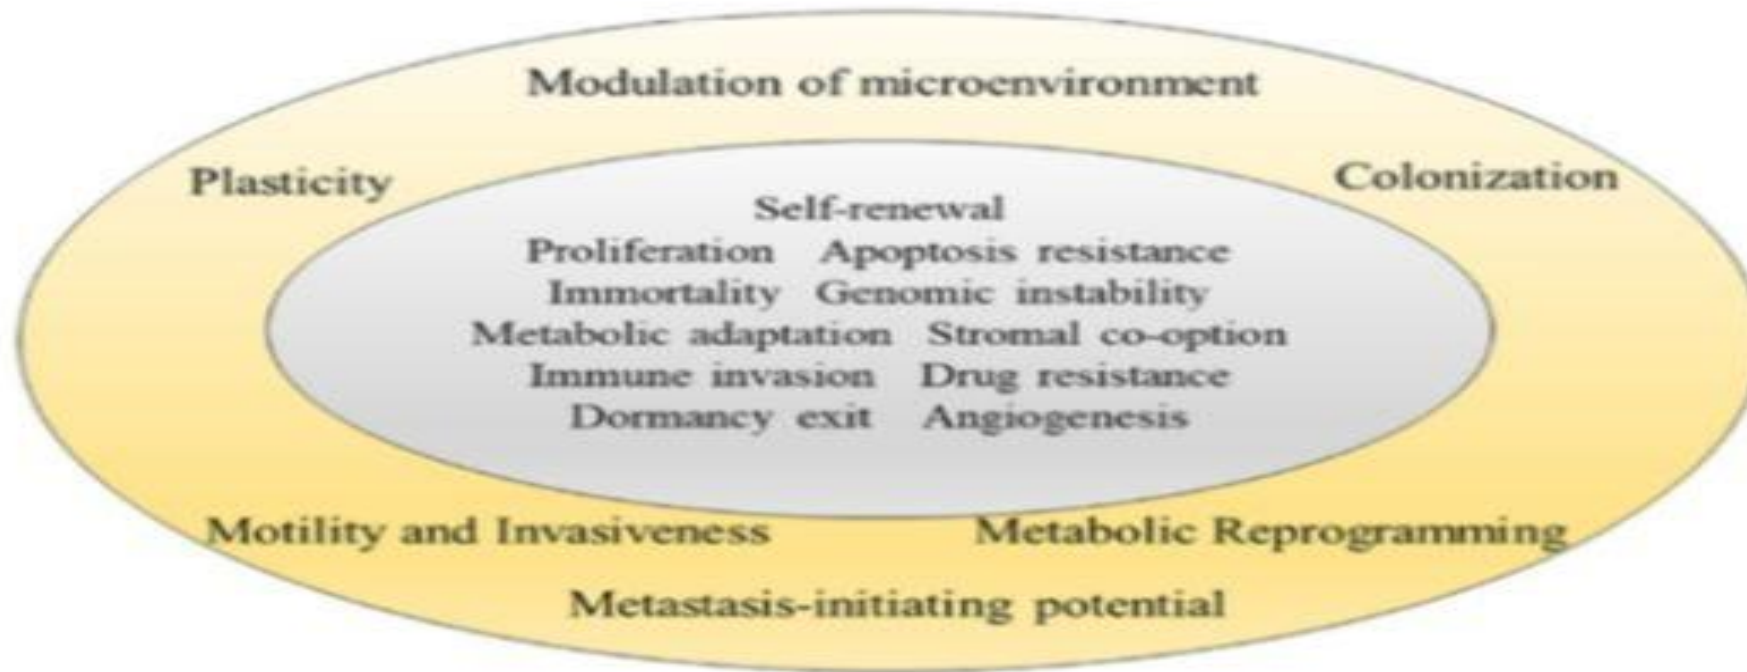 Modulation of microenvironment
Plasticity
Colonization
Self-renewal
Proliferation Apoptosis resistance
Immortality Genomic instability
Metabolic adaptation Stromal co-option
Immune invasion Drug resistance
Dormancy exit Angiogenesis
Motility and Invasiveness
Metabolic Reprogramming
Metastasis-initiating potential